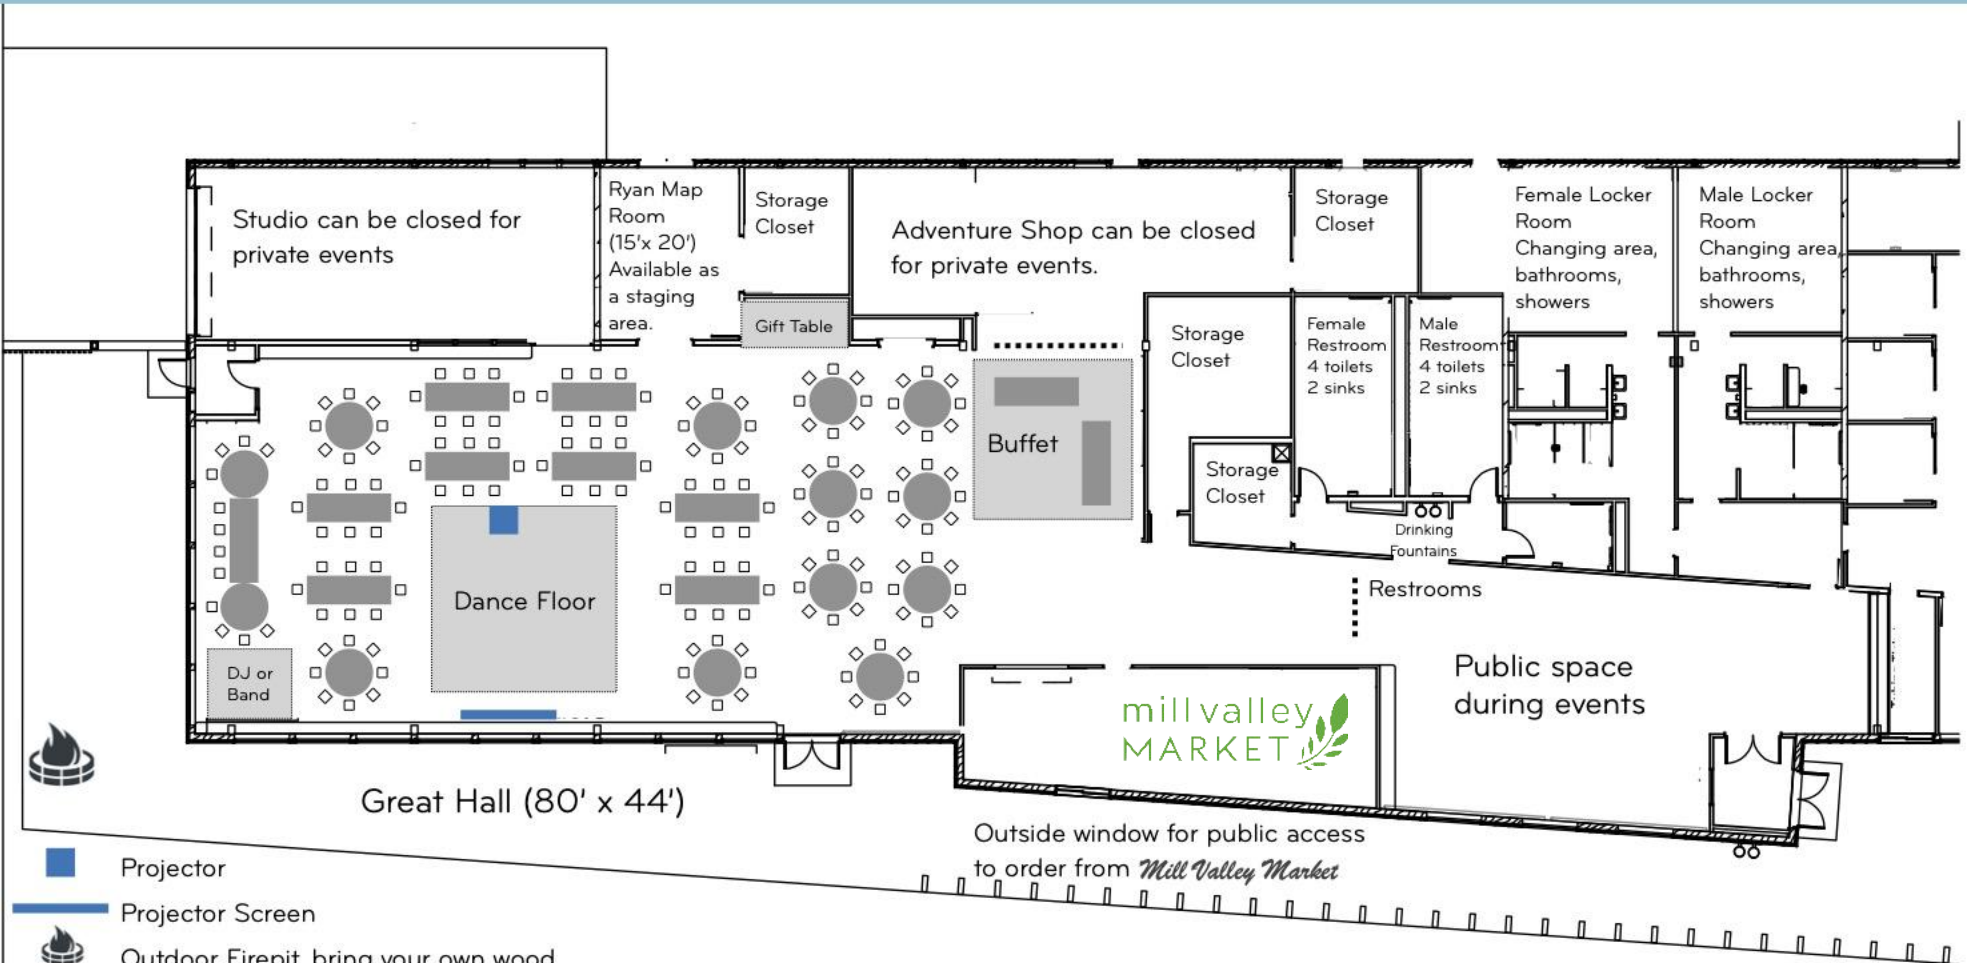 Studio can be closed for
private events
Ryan Map
Room
(15'x 20')
Available as
a staging
area.
Storage
Closet
Gift Table
Adventure Shop can be closed
for private events.
Storage
Closet
Female Locker
Room
Changing area,
bathrooms,
showers
Male Locker
Room
Changing area,
bathrooms,
showers
Storage
Closet
Female
Restroom
4 toilets
2 sinks
Male
Restroom
4 toilets
2 sinks
Buffet
Storage
Closet
Drinking
Fountains
Restrooms
Dance Floor
DJ or
Band
Public space
during events
millvalley
MARKET
Great Hall (80' x 44')
Outside window for public access
to order from Mill Valley Market
Projector
Projector Screen
Outdoor Firepit, bring your own wood